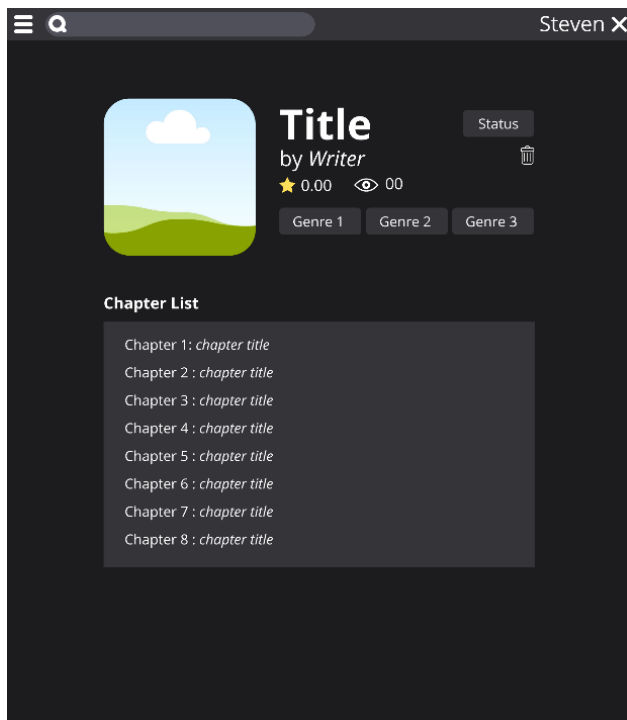 Steven
Title
Status
by Writer
0.00 00
Genre 1 Genre 2 Genre 3
Chapter List
Chapter 1: chapter title
Chapter 2 : chapter title
Chapter 3 : chapter title
Chapter 4 : chapter title
Chapter 5 : chapter title
Chapter 6 : chapter title
Chapter 7 : chapter title
Chapter 8 : chapter title